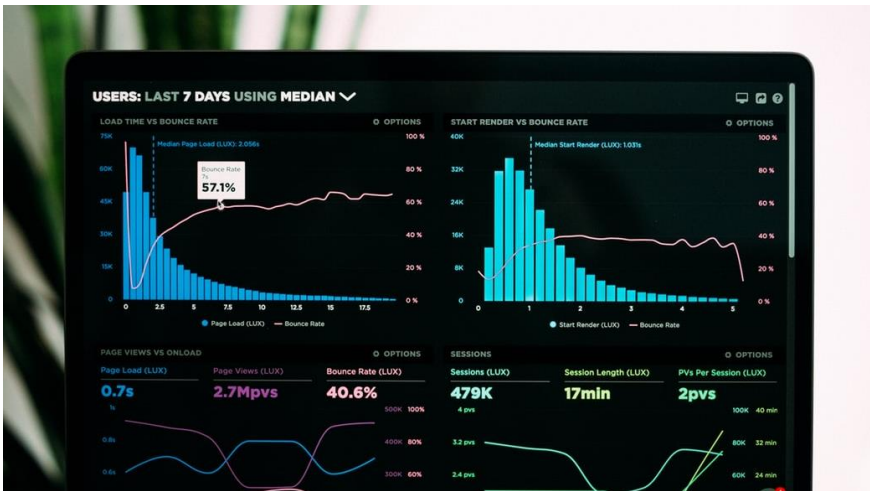 USERS: LAST 7 DAYS USING MEDIAN
LOAD TIME VS BOUNCE RATE
OPTIONS
75K
60K
45K
30K
15K
0
Median Page Load (LUX): 2.056s
Bounce Rate
7s
57.1%
100 %
80 %
60 %
40 %
20 %
0 %
0 2.5 5 7.5 10 12.5 15 17.5
Page Load (LUX) Bounce Rate
START RENDER VS BOUNCE RATE
OPTIONS
40K
32K
24K
16K
8K
0
Median Start Render (LUX): 1.031s
100 %
80 %
60 %
40 %
20 %
0 %
0 1 2 3 4 5
Start Render (LUX) Bounce Rate
PAGE VIEWS VS ONLOAD
OPTIONS
Page Load (LUX) Page Views (LUX) Bounce Rate (LUX)
0.7s 2.7Mpvs 40.6%
1s
0.8s
0.6s
500K 100%
400K 80%
300K 60%
SESSIONS
OPTIONS
Sessions (LUX) Session Length (LUX) PVs Per Session (LUX)
479K 17min 2pvs
4 pvs
3.2 pvs
2.4 pvs
100K 40 min
80K 32 min
60K 24 min